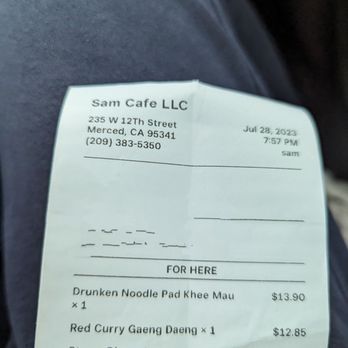 Sam Cafe LLC
235 W 12Th Street
Merced, CA 95341
(209) 383-5350
Jul 28, 2023
7:57 PM
sam
FOR HERE
Drunken Noodle Pad Khee Mau
× 1
$13.90
Red Curry Gaeng Daeng × 1
$12.85